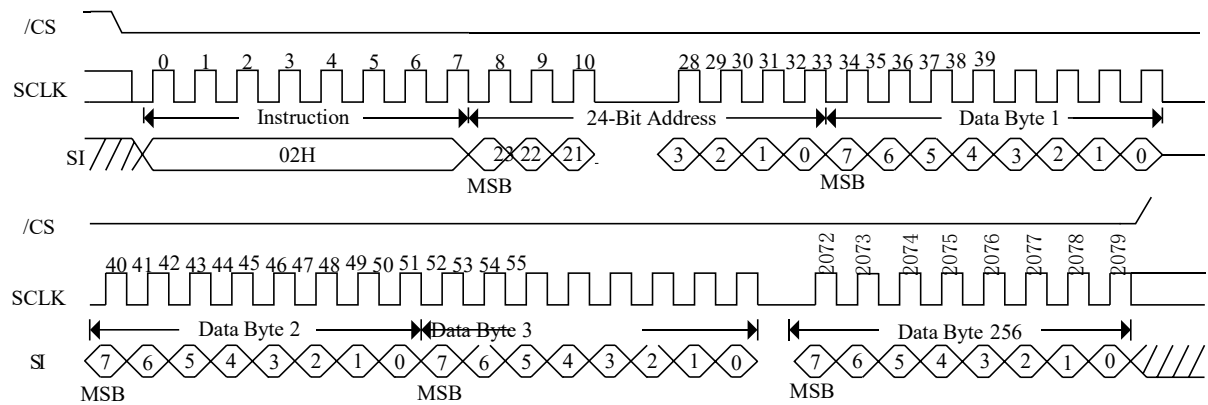 /CS
0 1 2 3 4 5 6 7 8 9 10 28 29 30 31 32 33 34 35 36 37 38 39
SCLK
Instruction 24-Bit Address Data Byte 1
SI 02H 23 22 21 3 2 1 0 7 6 5 4 3 2 1 0
MSB MSB
/CS
40 41 42 43 44 45 46 47 48 49 50 51 52 53 54 55 2072 2073 2074 2075 2076 2077 2078 2079
SCLK
Data Byte 2 Data Byte 3 Data Byte 256
SI 7 6 5 4 3 2 1 0 7 6 5 4 3 2 1 0 7 6 5 4 3 2 1 0
MSB MSB MSB